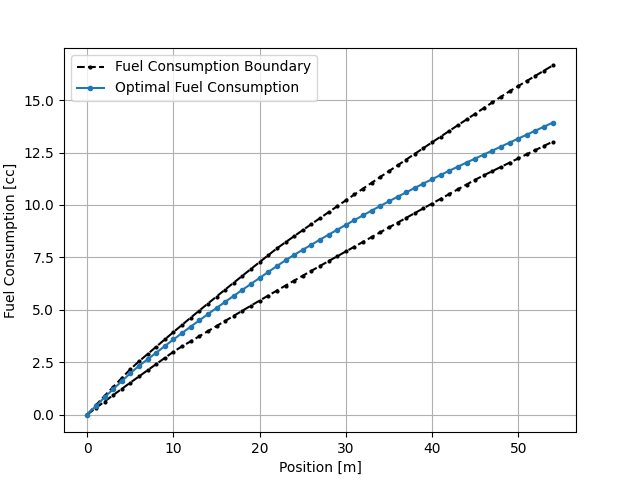 Fuel Consumption Boundary
Optimal Fuel Consumption
Fuel Consumption [cc]
15.0
12.5
10.0
7.5
5.0
2.5
0.0
0 10 20 30 40 50
Position [m]